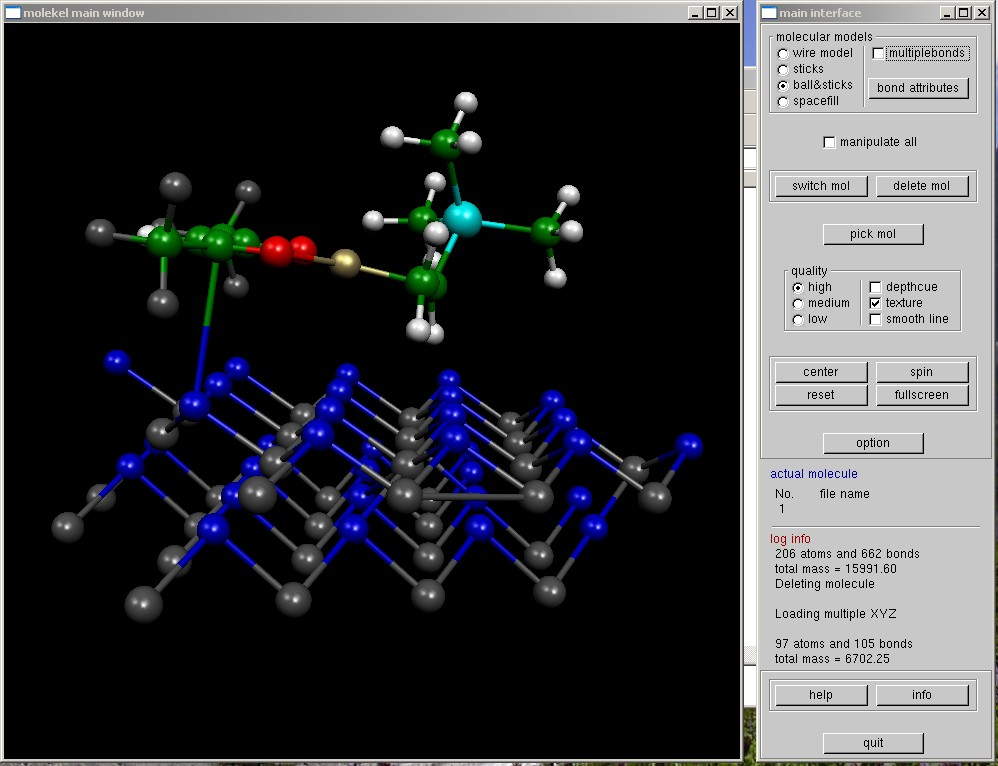 molekel main window
main interface
molecular models
wire model
multiplebonds
sticks
ball&sticks
bond attributes
spacefill
manipulate all
switch mol
delete mol
pick mol
quality
high
depthcue
medium
texture
low
smooth line
center
spin
reset
fullscreen
option
actual molecule
No. file name
1
log info
206 atoms and 662 bonds
total mass = 15991.60
Deleting molecule
Loading multiple XYZ
97 atoms and 105 bonds
total mass = 6702.25
help
info
quit